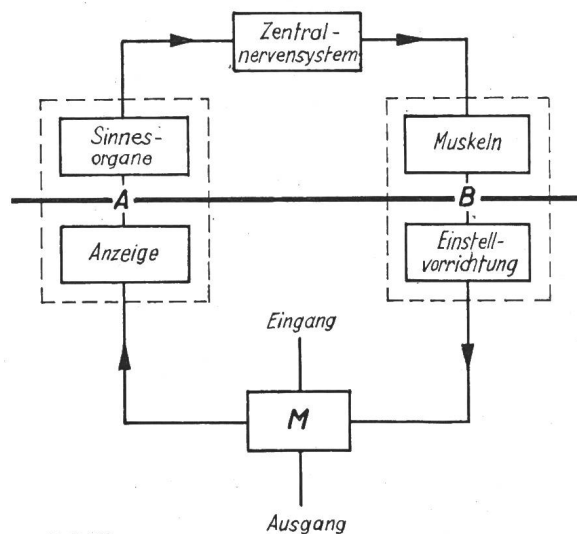 Zentral-
nervensystem
Sinnes-
organe
Muskeln
A
B
Anzeige
Einstell-
vorrichtung
Eingang
M
Ausgang